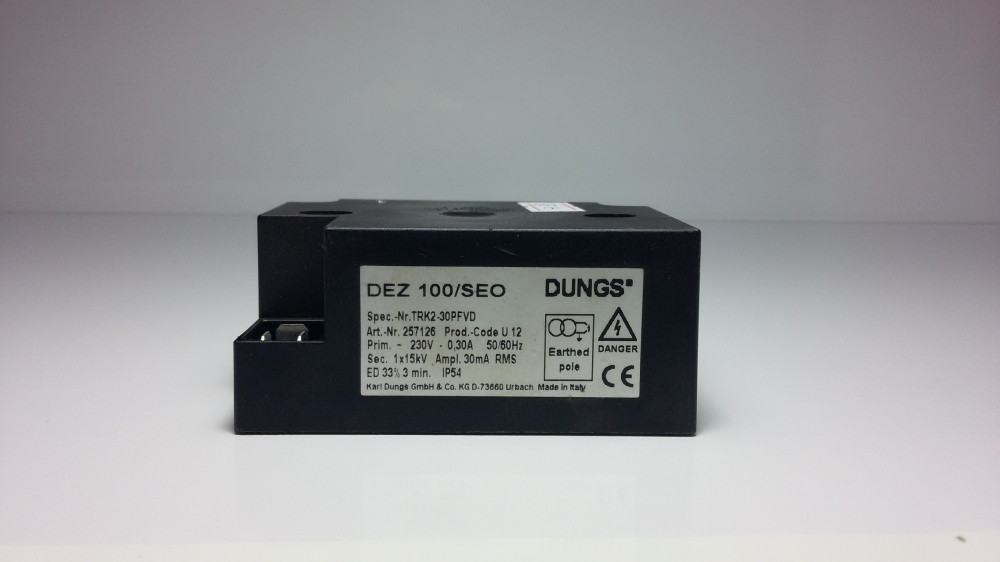 DEZ 100/SEO
DUNGS
Spec.-Nr.TRK2-30PFVD
Art.-Nr. 257126 Prod.-Code U 12
Prim. ~ 230V - 0,30A 50/60Hz
Sec. 1x15kV Ampl. 30mA RMS
ED 33% 3 min. IP54
Karl Dungs GmbH & Co. KG D-73660 Urbach Made in Italy
Earthed
pole
DANGER
CE